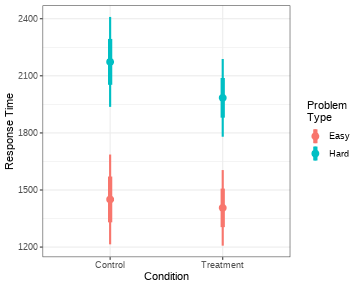 2400
2100
1800
1500
1200
Response Time
Control Treatment
Condition
Problem
Type
Easy
Hard